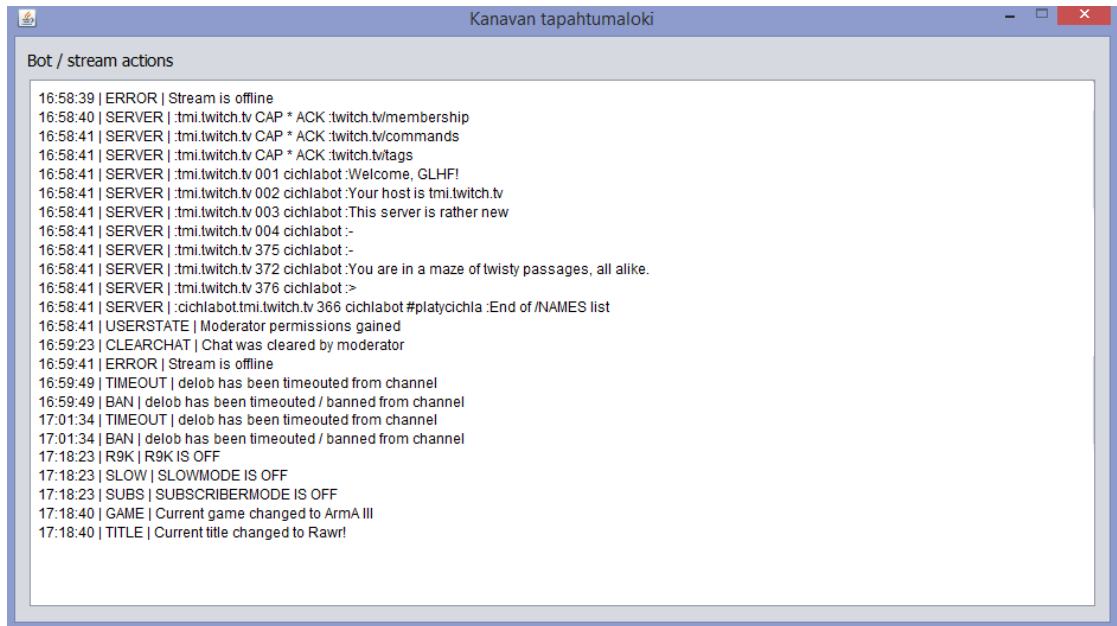 Kanavan tapahtumaloki
Bot / stream actions
16:58:39 | ERROR | Stream is offline
16:58:40 | SERVER | :tmi.twitch.tv CAP * ACK :twitch.tv/membership
16:58:41 | SERVER | :tmi.twitch.tv CAP * ACK :twitch.tv/commands
16:58:41 | SERVER | :tmi.twitch.tv CAP * ACK :twitch.tv/tags
16:58:41 | SERVER | :tmi.twitch.tv 001 cichlabot :Welcome, GLHF!
16:58:41 | SERVER | :tmi.twitch.tv 002 cichlabot :Your host is tmi.twitch.tv
16:58:41 | SERVER | :tmi.twitch.tv 003 cichlabot :This server is rather new
16:58:41 | SERVER | :tmi.twitch.tv 004 cichlabot :-
16:58:41 | SERVER | :tmi.twitch.tv 375 cichlabot :-
16:58:41 | SERVER | :tmi.twitch.tv 372 cichlabot :You are in a maze of twisty passages, all alike.
16:58:41 | SERVER | :tmi.twitch.tv 376 cichlabot :>
16:58:41 | SERVER | :cichlabot.tmi.twitch.tv 366 cichlabot #platycichla :End of /NAMES list
16:58:41 | USERSTATE | Moderator permissions gained
16:59:23 | CLEARCHAT | Chat was cleared by moderator
16:59:41 | ERROR | Stream is offline
16:59:49 | TIMEOUT | delob has been timeouted from channel
16:59:49 | BAN | delob has been timeouted / banned from channel
17:01:34 | TIMEOUT | delob has been timeouted from channel
17:01:34 | BAN | delob has been timeouted / banned from channel
17:18:23 | R9K | R9K IS OFF
17:18:23 | SLOW | SLOWMODE IS OFF
17:18:23 | SUBS | SUBSCRIBERMODE IS OFF
17:18:40 | GAME | Current game changed to ArmA III
17:18:40 | TITLE | Current title changed to Rawr!